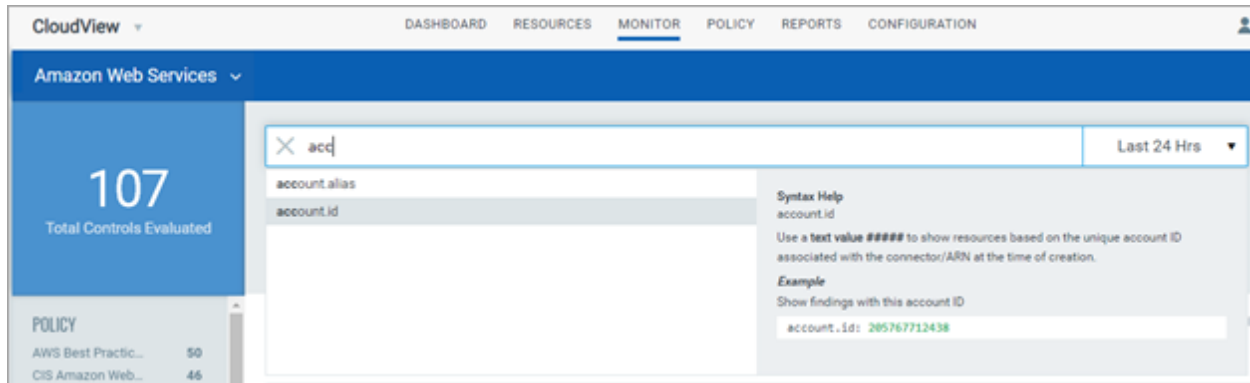 CloudView
DASHBOARD RESOURCES MONITOR POLICY REPORTS CONFIGURATION
Amazon Web Services
107
Total Controls Evaluated
acc
Last 24 Hrs
account.alias
account.id
Syntax Help
account.id
Use a text value ##### to show resources based on the unique account ID
associated with the connector/ARN at the time of creation.
Example
Show findings with this account ID
account.id: 205767712438
POLICY
AWS Best Practic... 50
CIS Amazon Web... 46